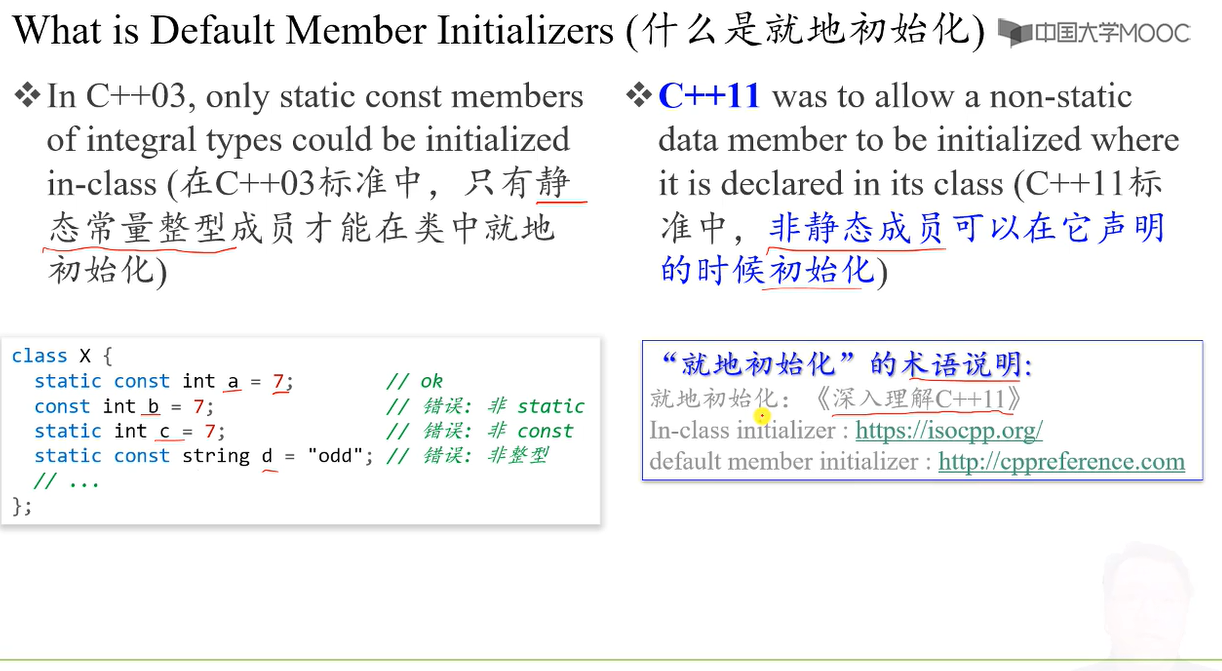 What is Default Member Initializers (什么是就地初始化)
中国大学MOOC
❖In C++03, only static const members
of integral types could be initialized
in-class (在C++03标准中，只有静
态常量整型成员才能在类中就地
初始化)
❖C++11 was to allow a non-static
data member to be initialized where
it is declared in its class (C++11标
准中，非静态成员可以在它声明
的时候初始化)
class X {
static const int a = 7; // ok
const int b = 7; // 错误: 非 static
static int c = 7; // 错误: 非 const
static const string d = "odd"; // 错误: 非整型
// ...
};
“就地初始化”的术语说明:
就地初始化：《深入理解C++11》
In-class initializer : https://isocpp.org/
default member initializer : http://cppreference.com